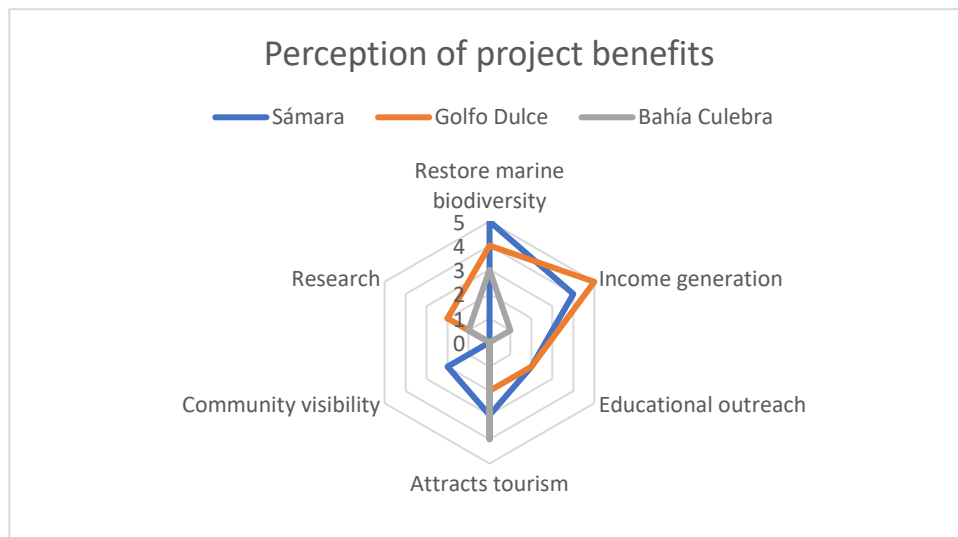 Perception of project benefits
Sámara Golfo Dulce Bahía Culebra
Restore marine
biodiversity
5
4
3
2
1
0
Research
Income generation
Community visibility
Educational outreach
Attracts tourism